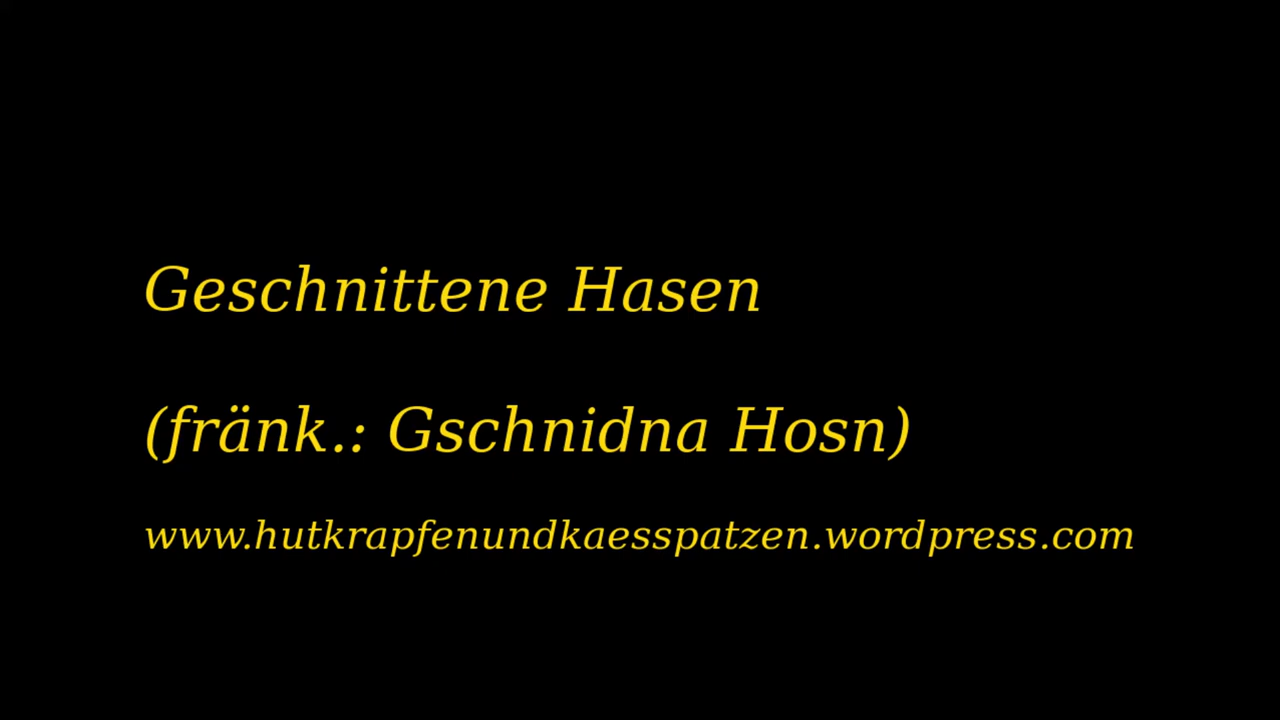 Geschnittene Hasen
(fränk.: Gschnidna Hosn)
www.hutkrapfenundkaesspatzen.wordpress.com